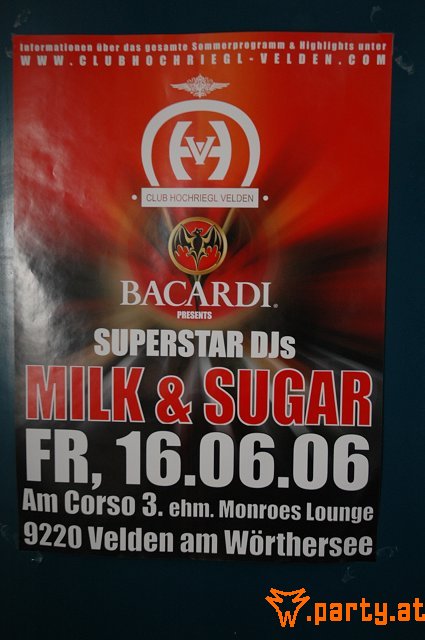 Informationen über das gesamte Sommerprogramm & Highlights unter
WWW.CLUBHOCHRIEGL-VELDEN.COM
CLUB HOCHRIEGL VELDEN
BACARDI®
PRESENTS
SUPERSTAR DJs
MILK & SUGAR
FR, 16.06.06
Am Corso 3. ehm. Monroes Lounge
9220 Velden am Wörthersee
party.at